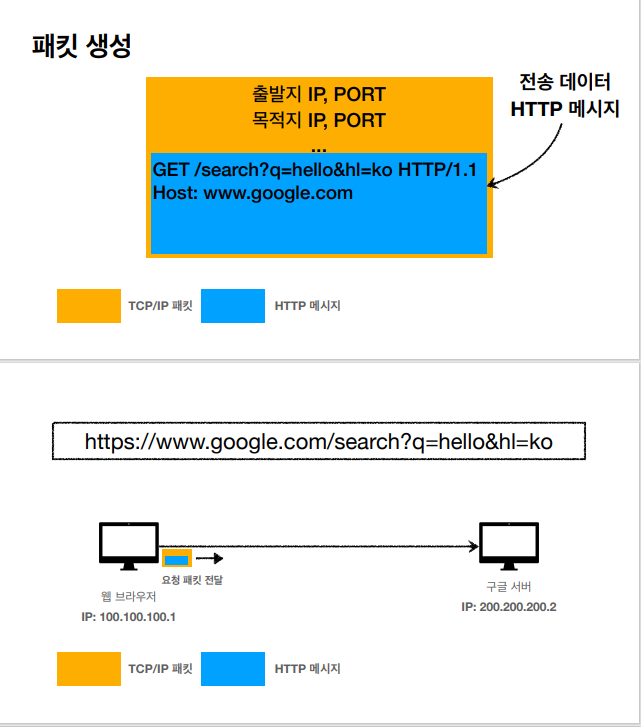 패킷 생성
전송 데이터
HTTP 메시지
출발지 IP, PORT
목적지 IP, PORT
...
GET /search?q=hello&hl=ko HTTP/1.1
Host: www.google.com
TCP/IP 패킷
HTTP 메시지
https://www.google.com/search?q=hello&hl=ko
요청 패킷 전달
웹 브라우저
IP: 100.100.100.1
구글 서버
IP: 200.200.200.2
TCP/IP 패킷
HTTP 메시지